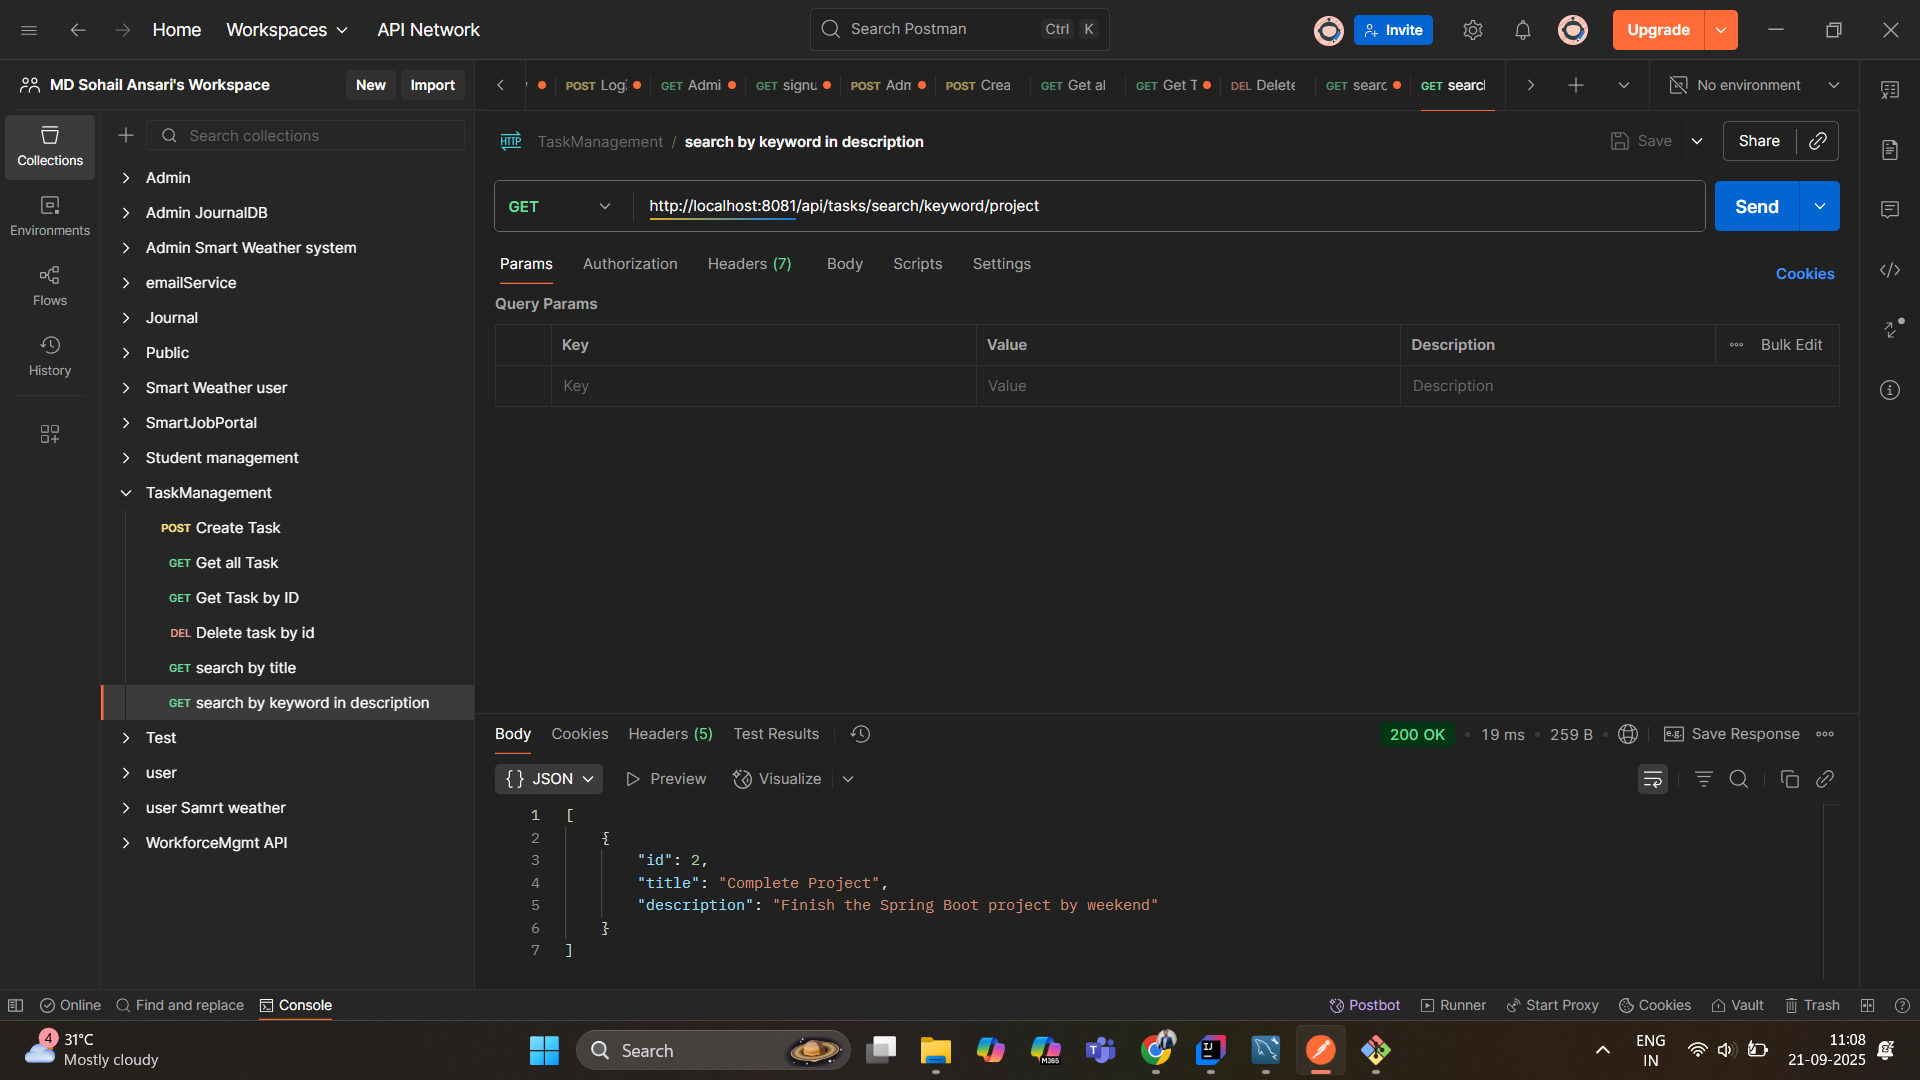 Home
Workspaces
API Network
Search Postman
Ctrl K
Invite
Upgrade
MD Sohail Ansari's Workspace
New
Import
POST Log
GET Admi
GET signu
POST Adm
POST Crea
GET Get al
GET Get T
DEL Delete
GET searc
GET search
No environment
Collections
Environments
Flows
History
Search collections
Admin
Admin JournalDB
Admin Smart Weather system
emailService
Journal
Public
Smart Weather user
SmartJobPortal
Student management
TaskManagement
POST Create Task
GET Get all Task
GET Get Task by ID
DEL Delete task by id
GET search by title
GET search by keyword in description
Test
user
user Samrt weather
WorkforceMgmt API
HTTP TaskManagement / search by keyword in description
Save
Share
GET
http://localhost:8081/api/tasks/search/keyword/project
Send
Params
Authorization
Headers (7)
Body
Scripts
Settings
Cookies
Query Params
Key
Value
Description
Bulk Edit
Key
Value
Description
Body
Cookies
Headers (5)
Test Results
200 OK
19 ms
259 B
e.g. Save Response
{} JSON
Preview
Visualize
1 [
2 {
3 "id": 2,
4 "title": "Complete Project",
5 "description": "Finish the Spring Boot project by weekend"
6 }
7 ]
Online
Find and replace
Console
Postbot
Runner
Start Proxy
Cookies
Vault
Trash
4
31°C
Mostly cloudy
Search
M365
ENG
IN
11:08
21-09-2025